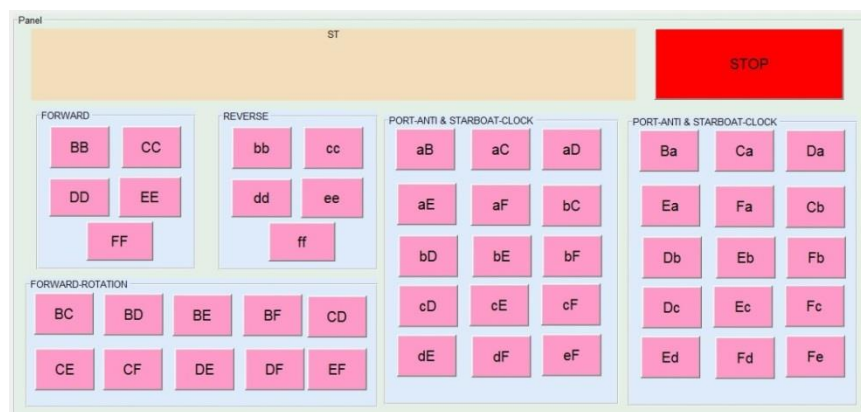 Panel
ST
STOP
FORWARD
BB CC
DD EE
FF
REVERSE
bb cc
dd ee
ff
FORWARD-ROTATION
BC BD BE BF CD
CE CF DE DF EF
PORT-ANTI & STARBOAT-CLOCK
aB aC aD
aE aF bC
bD bE bF
cD cE cF
dE dF eF
PORT-ANTI & STARBOAT-CLOCK
Ba Ca Da
Ea Fa Cb
Db Eb Fb
Dc Ec Fc
Ed Fd Fe